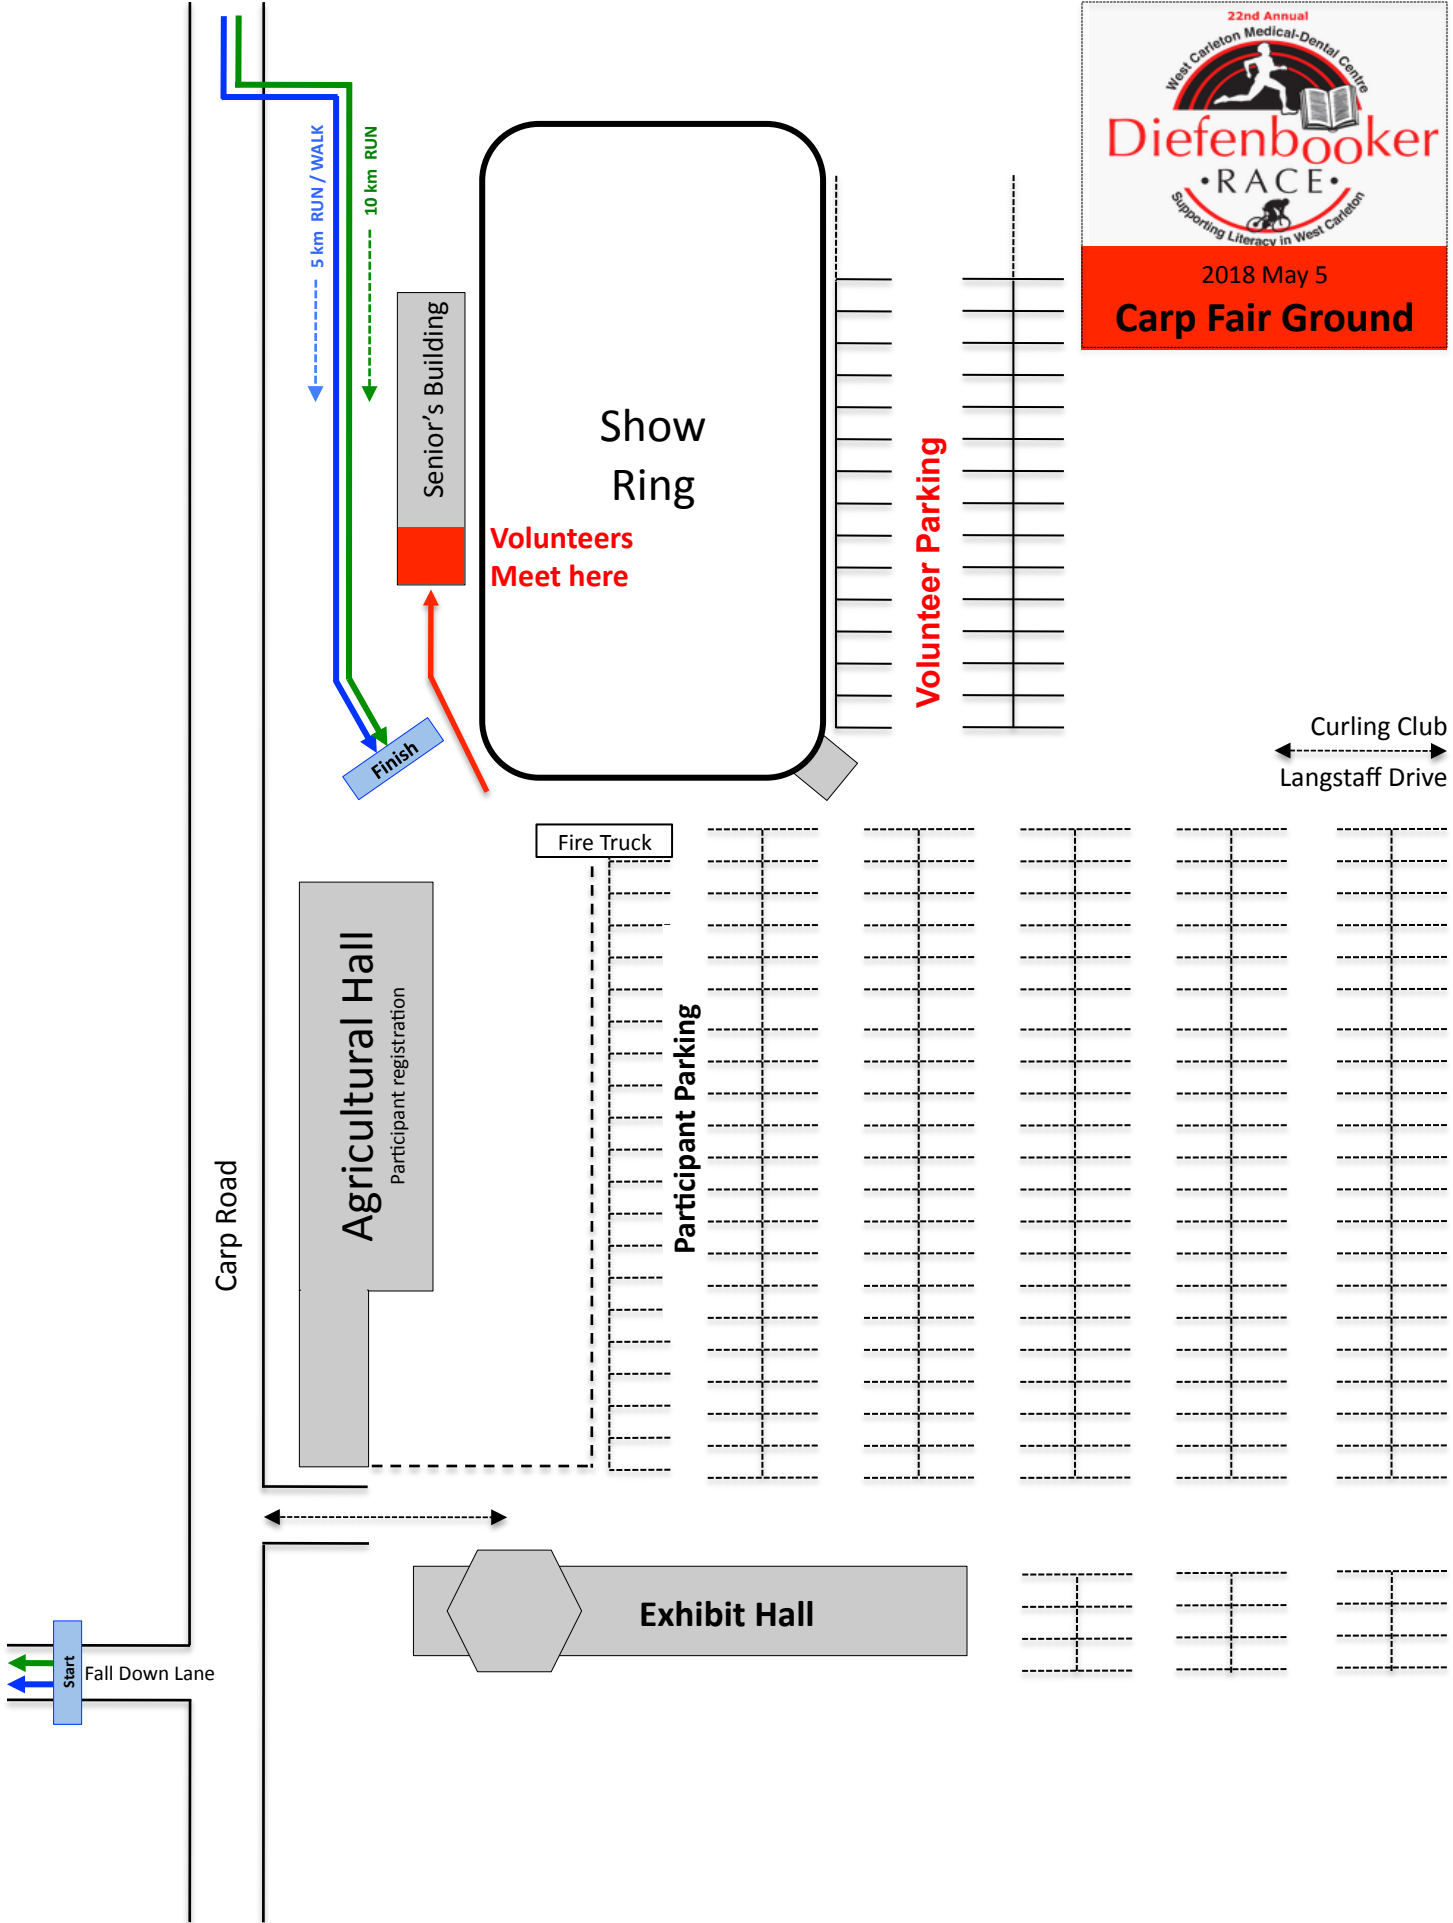 22nd Annual
West Carleton Medical-Dental Centre
Diefenbooker
•RACE•
Supporting Literacy in West Carleton
2018 May 5
Carp Fair Ground
5 km RUN / WALK
10 km RUN
Senior's Building
Show
Ring
Volunteers
Meet here
Volunteer Parking
Finish
Curling Club
Langstaff Drive
Fire Truck
Agricultural Hall
Participant registration
Participant Parking
Carp Road
Exhibit Hall
Start
Fall Down Lane